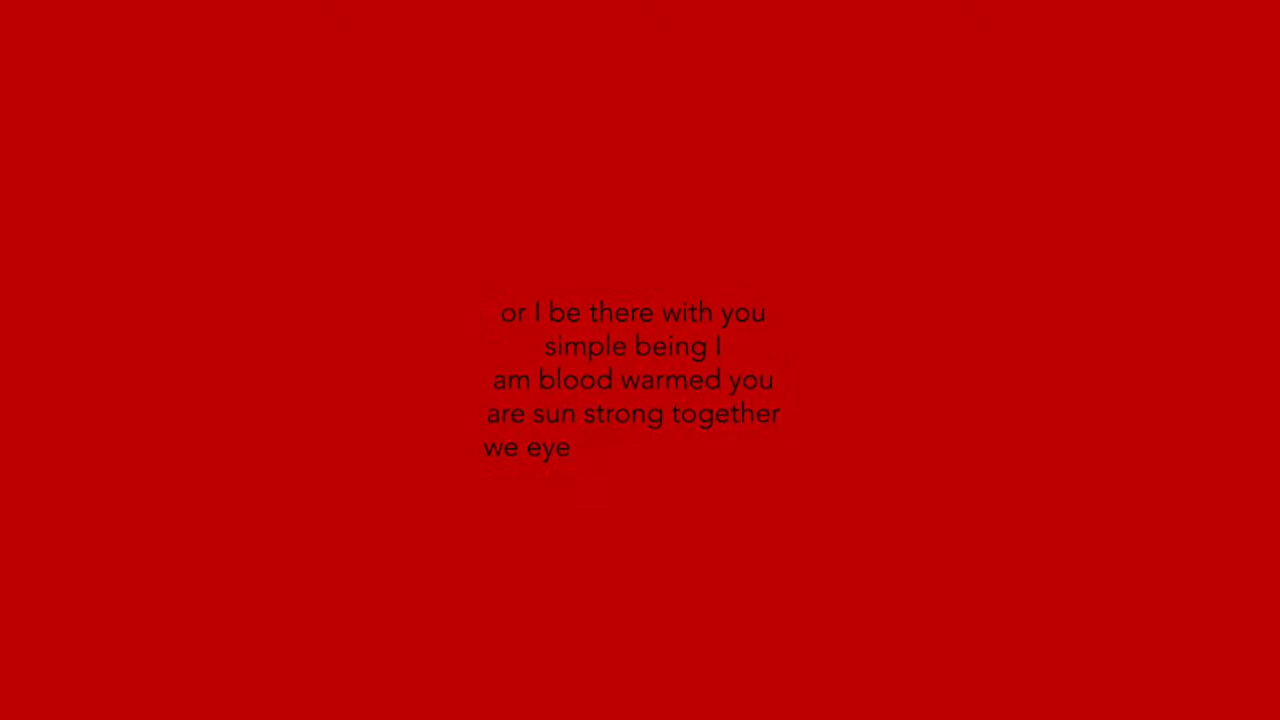 or I be there with you
simple being I
am blood warmed you
are sun strong together
we eye